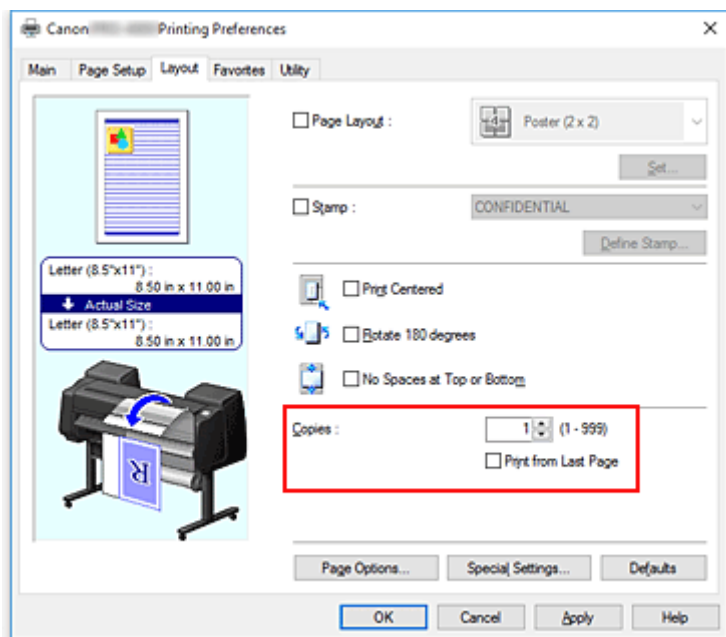 Canon Printing Preferences
Main Page Setup Layout Favorites Utility
Page Layout :
4
Poster (2 x 2)
Set...
Stamp :
CONFIDENTIAL
Define Stamp...
Letter (8.5"x11") :
8.50 in x 11.00 in
Actual Size
Letter (8.5"x11") :
8.50 in x 11.00 in
Print Centered
Rotate 180 degrees
No Spaces at Top or Bottom
R
Copies :
1 (1 - 999)
Print from Last Page
Page Options... Special Settings... Defaults
OK Cancel Apply Help